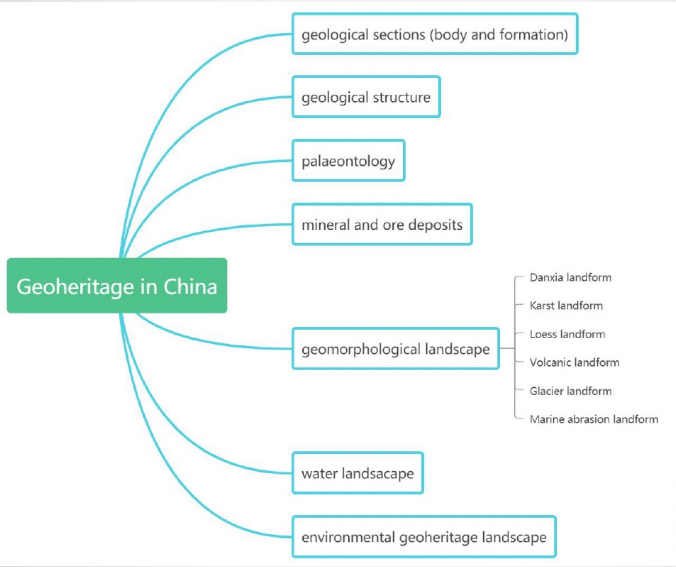 Geoheritage in China
geological sections (body and formation)
geological structure
palaeontology
mineral and ore deposits
geomorphological landscape
Danxia landform
Karst landform
Loess landform
Volcanic landform
Glacier landform
Marine abrasion landform
water landsacape
environmental geoheritage landscape